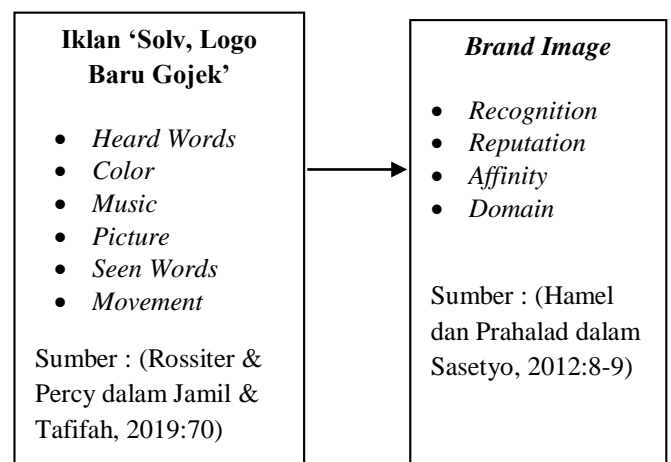 Iklan ‘Solv, Logo
Baru Gojek’
• Heard Words
• Color
• Music
• Picture
• Seen Words
• Movement
Sumber : (Rossiter &
Percy dalam Jamil &
Tafifah, 2019:70)
Brand Image
• Recognition
• Reputation
• Affinity
• Domain
Sumber : (Hamel
dan Prahalad dalam
Sasetyo, 2012:8-9)